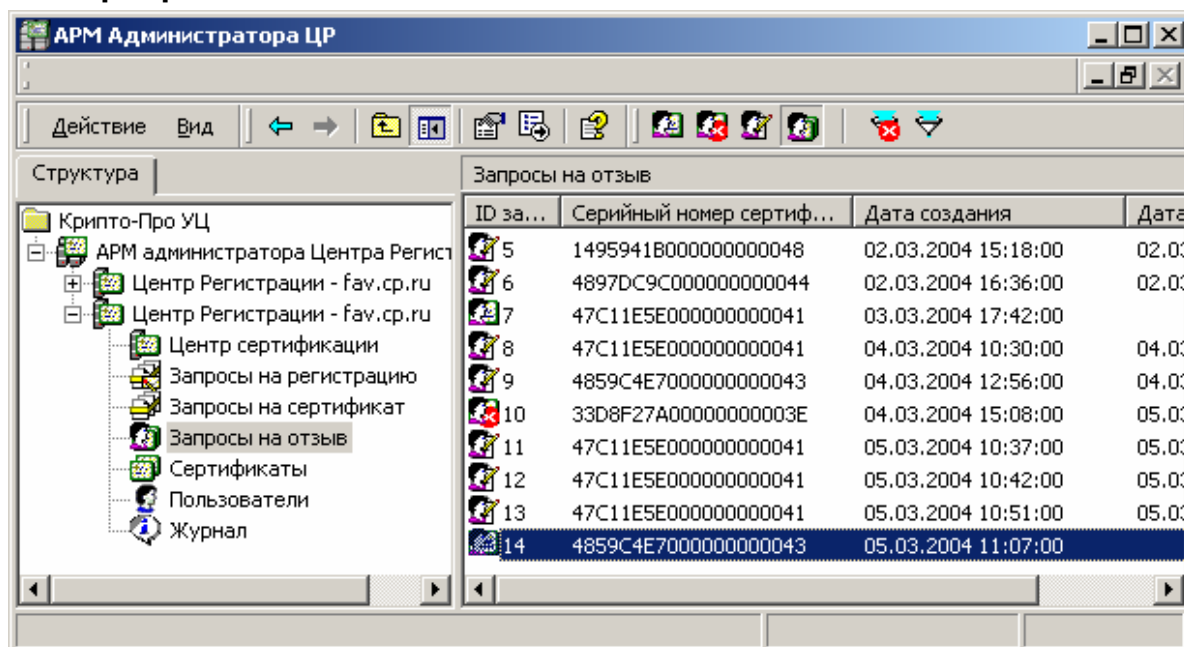 АРМ Администратора ЦР
Действие Вид
Структура
Запросы на отзыв
Крипто-Про УЦ
АРМ администратора Центра Регист
Центр Регистрации - fav.cp.ru
Центр Регистрации - fav.cp.ru
Центр сертификации
Запросы на регистрацию
Запросы на сертификат
Запросы на отзыв
Сертификаты
Пользователи
Журнал
ID за... Серийный номер сертиф... Дата создания Дата
5 1495941B000000000048 02.03.2004 15:18:00 02.03
6 4897DC9C000000000044 02.03.2004 16:36:00 02.03
7 47C11E5E000000000041 03.03.2004 17:42:00
8 47C11E5E000000000041 04.03.2004 10:30:00 04.03
9 4859C4E7000000000043 04.03.2004 12:56:00 04.03
10 33D8F27A00000000003E 04.03.2004 15:08:00 05.03
11 47C11E5E000000000041 05.03.2004 10:37:00 05.03
12 47C11E5E000000000041 05.03.2004 10:42:00 05.03
13 47C11E5E000000000041 05.03.2004 10:51:00 05.03
14 4859C4E7000000000043 05.03.2004 11:07:00